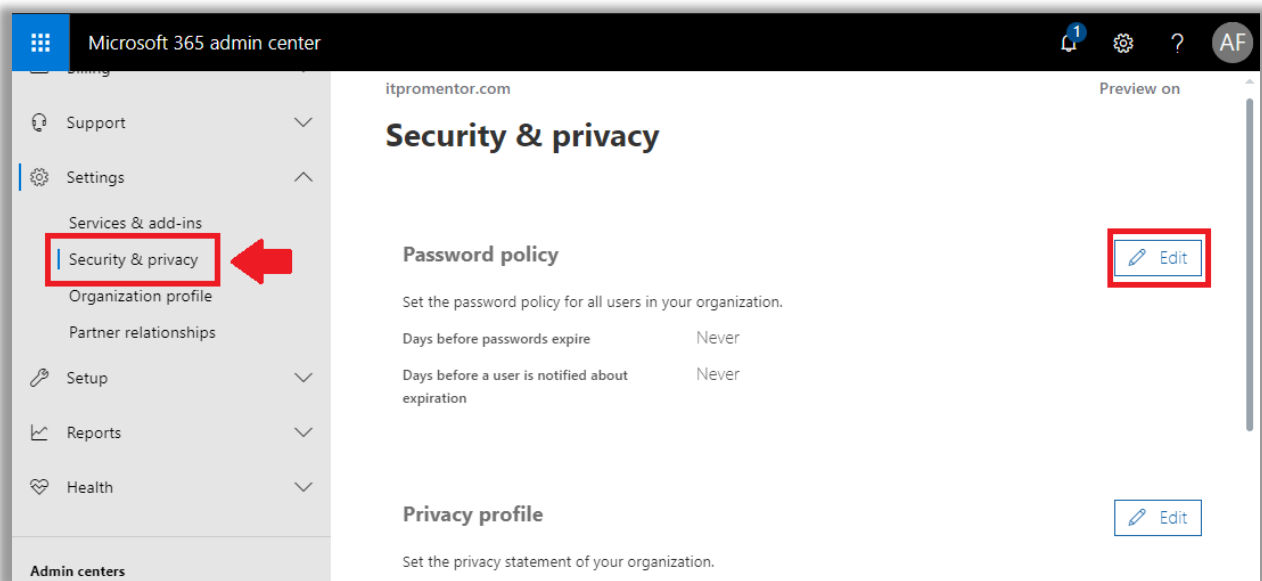 Microsoft 365 admin center
1
AF
Billing
Support
Settings
Services & add-ins
Security & privacy
Organization profile
Partner relationships
Setup
Reports
Health
Admin centers
itpromentor.com
Preview on
Security & privacy
Password policy
Edit
Set the password policy for all users in your organization.
Days before passwords expire Never
Days before a user is notified about Never
expiration
Privacy profile
Edit
Set the privacy statement of your organization.